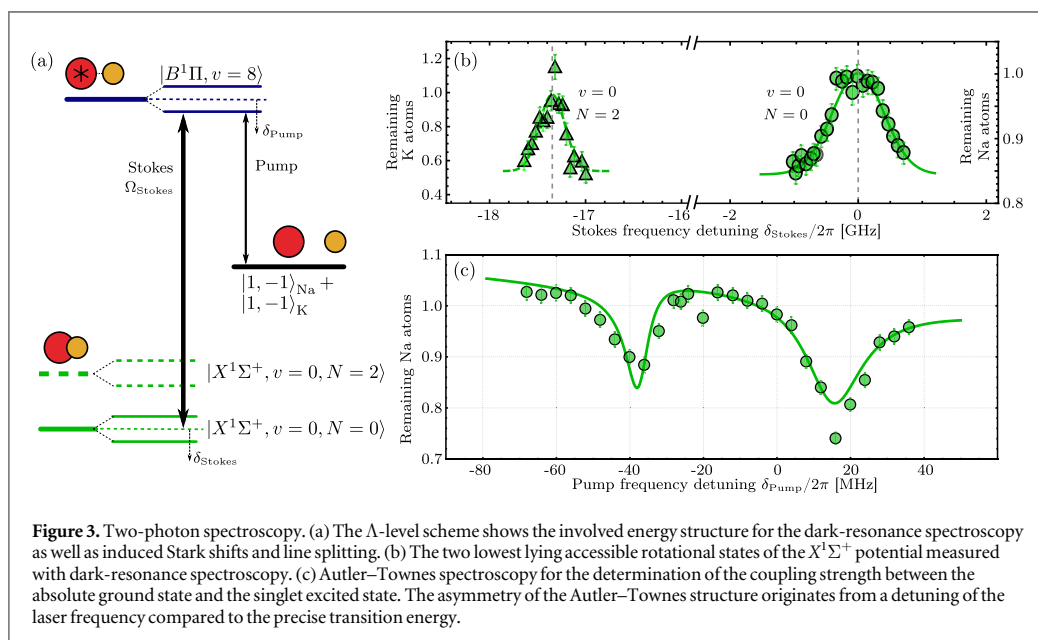 (a)
|B¹Π, v = 8⟩
δPump
Stokes
ΩStokes
Pump
|1, −1⟩Na +
|1, −1⟩K
|X¹Σ⁺, v = 0, N = 2⟩
|X¹Σ⁺, v = 0, N = 0⟩
δStokes
(b)
Remaining
K atoms
1.2
1.0
0.8
0.6
0.4
v = 0
N = 2
v = 0
N = 0
1.0
0.9
0.8
Remaining
Na atoms
-18 -17 -16 -2 0 2
Stokes frequency detuning δStokes/2π [GHz]
(c)
Remaining Na atoms
1.1
1.0
0.9
0.8
0.7
-80 -60 -40 -20 0 20 40
Pump frequency detuning δPump/2π [MHz]
Figure 3. Two-photon spectroscopy. (a) The Λ-level scheme shows the involved energy structure for the dark-resonance spectroscopy
as well as induced Stark shifts and line splitting. (b) The two lowest lying accessible rotational states of the X¹Σ⁺ potential measured
with dark-resonance spectroscopy. (c) Autler–Townes spectroscopy for the determination of the coupling strength between the
absolute ground state and the singlet excited state. The asymmetry of the Autler–Townes structure originates from a detuning of the
laser frequency compared to the precise transition energy.